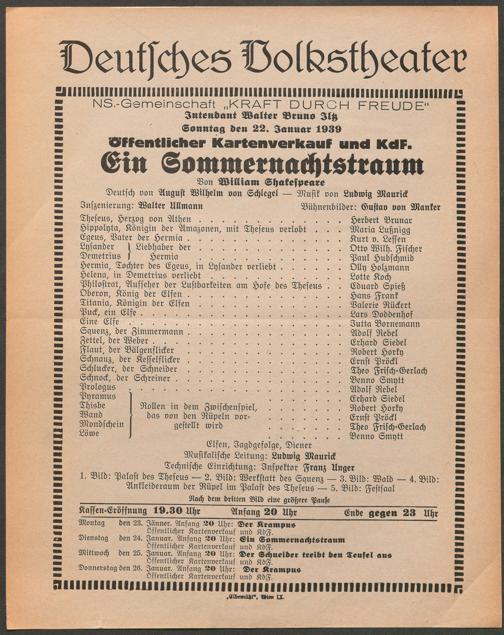 Deutsches Volkstheater
NS.-Gemeinschaft „KRAFT DURCH FREUDE"
Intendant Walter Bruno Iltz
Sonntag den 22. Januar 1939
Öffentlicher Kartenverkauf und KdF.
Ein Sommernachtstraum
Von William Shakespeare
Deutsch von August Wilhelm von Schlegel — Musik von Ludwig Maurick
Inszenierung: Walter Ullmann Bühnenbilder: Gustav von Manker
Theseus, Herzog von Athen . . . . Herbert Brunar
Hippolyta, Königin der Amazonen, mit Theseus verlobt . . . . Maria Lußnigg
Egeus, Vater der Hermia . . . . Kurt v. Lessen
Lysander } Liebhaber der . . . . Otto Wilh. Fischer
Demetrius } Hermia . . . . Paul Hubschmid
Hermia, Tochter des Egeus, in Lysander verliebt . . . . Olly Holzmann
Helena, in Demetrius verliebt . . . . Lotte Koch
Philostrat, Aufseher der Lustbarkeiten am Hofe des Theseus . . . . Eduard Spieß
Oberon, König der Elfen . . . . Hans Frank
Titania, Königin der Elfen . . . . Valerie Rückert
Puck, ein Elfe . . . . Lars Doddenhof
Eine Elfe . . . . Jutta Bornemann
Squenz, der Zimmermann . . . . Adolf Rebel
Zettel, der Weber . . . . Erhard Siedel
Flaut, der Bälgenflicker . . . . Robert Horky
Schnauz, der Kesselflicker . . . . Ernst Pröckl
Schlucker, der Schneider . . . . Theo Frisch-Gerlach
Schnock, der Schreiner . . . . Benno Smytt
Prologus . . . . Adolf Rebel
Pyramus } . . . . Erhard Siedel
Thisbe } Rollen in dem Zwischenspiel, . . . . Robert Horky
Wand } das von den Rüpeln vor- . . . . Ernst Pröckl
Mondschein } gestellt wird . . . . Theo Frisch-Gerlach
Löwe } . . . . Benno Smytt
Elfen, Jagdgefolge, Diener
Musikalische Leitung: Ludwig Maurick
Technische Einrichtung: Inspektor Franz Unger
1. Bild: Palast des Theseus — 2. Bild: Werkstatt des Squenz — 3. Bild: Wald — 4. Bild:
Ankleideraum der Rüpel im Palast des Theseus — 5. Bild: Festsaal
Nach dem dritten Bild eine größere Pause
Kassen-Eröffnung 19.30 Uhr Anfang 20 Uhr Ende gegen 23 Uhr
Montag den 23. Jänner. Anfang 20 Uhr: Der Krampus
Öffentlicher Kartenverkauf und KdF.
Dienstag den 24. Januar. Anfang 20 Uhr: Ein Sommernachtstraum
Öffentlicher Kartenverkauf und KdF.
Mittwoch den 25. Januar. Anfang 20 Uhr: Der Schneider treibt den Teufel aus
Öffentlicher Kartenverkauf und KdF.
Donnerstag den 26. Januar. Anfang 20 Uhr: Der Krampus
Öffentlicher Kartenverkauf und KdF.
„Elbemühl", Wien IX.